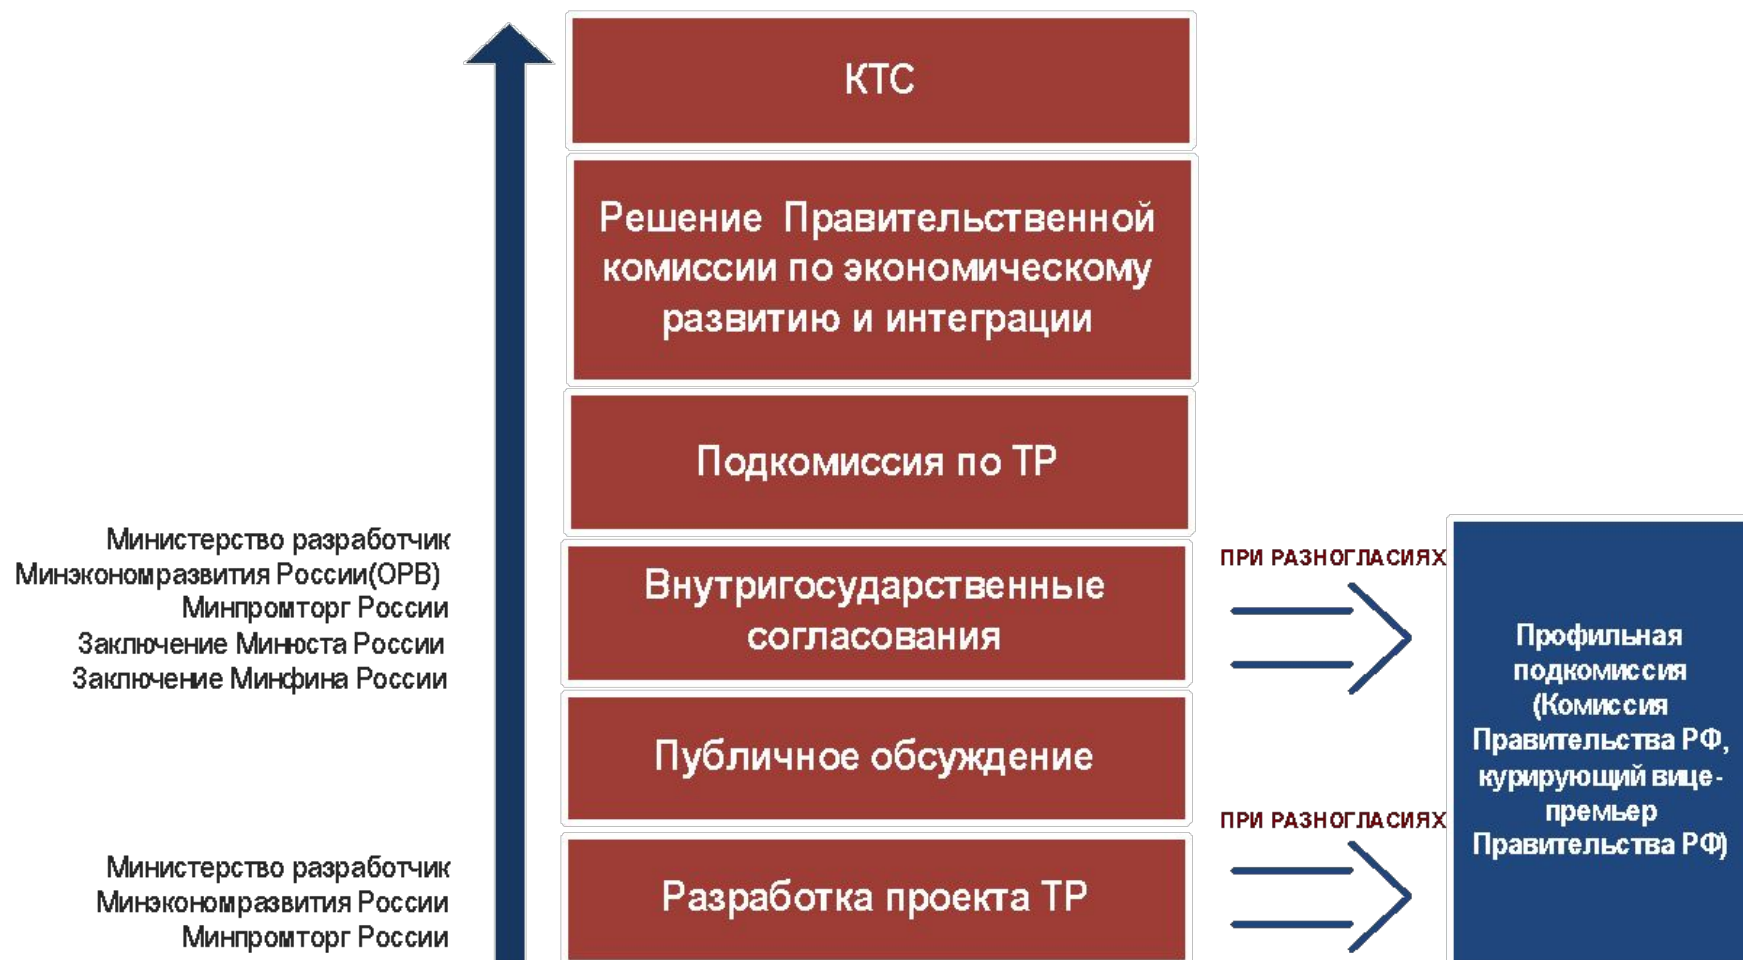 КТС
Решение Правительственной
комиссии по экономическому
развитию и интеграции
Подкомиссия по ТР
Министерство разработчик
Минэкономразвития России(ОРВ)
Минпромторг России
Заключение Минюста России
Заключение Минфина России
Внутригосударственные
согласования
ПРИ РАЗНОГЛАСИЯХ
Профильная
подкомиссия
(Комиссия
Правительства РФ,
курирующий вице-
премьер
Правительства РФ)
Публичное обсуждение
ПРИ РАЗНОГЛАСИЯХ
Министерство разработчик
Минэкономразвития России
Минпромторг России
Разработка проекта ТР